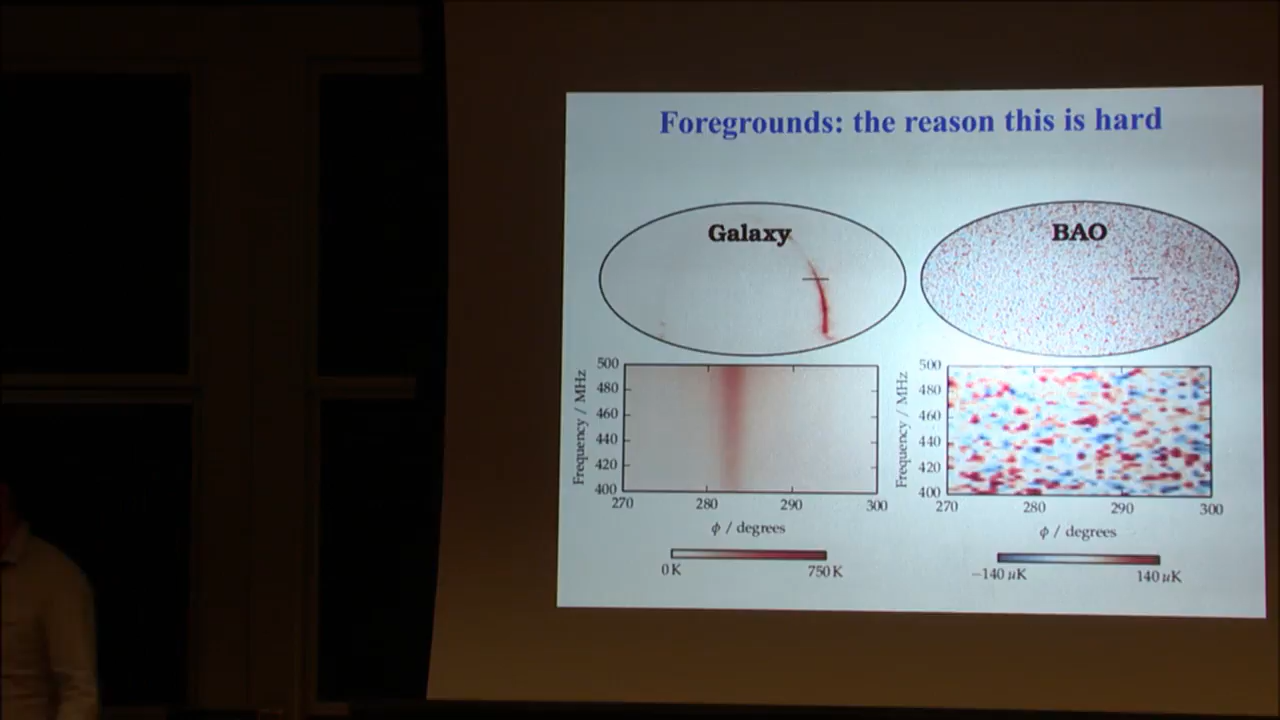 Foregrounds: the reason this is hard
Galaxy
BAO
Frequency / MHz
500
480
460
440
420
400
270
280
290
300
ϕ / degrees
0 K
750 K
Frequency / MHz
500
480
460
440
420
400
270
280
290
300
ϕ / degrees
−140 μK
140 μK